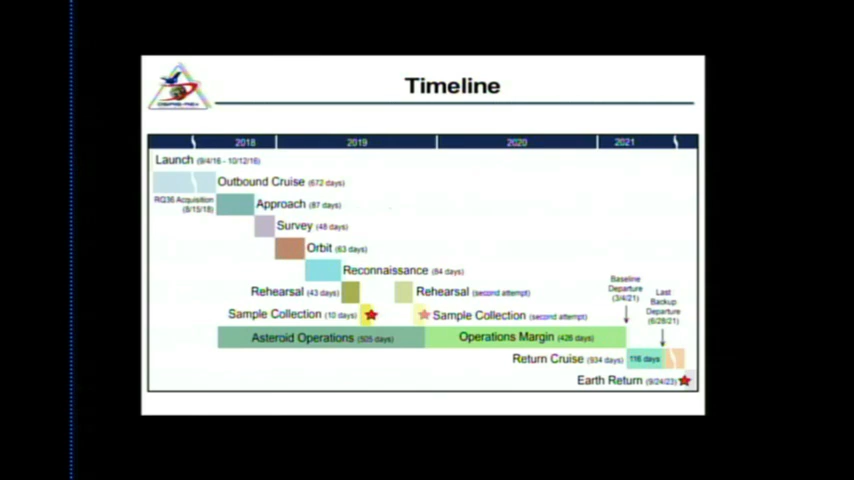 Timeline
2018 2019 2020 2021
Launch (9/4/16 - 10/12/16)
Outbound Cruise (672 days)
RQ36 Acquisition
(8/15/18)
Approach (87 days)
Survey (48 days)
Orbit (63 days)
Reconnaissance (84 days)
Rehearsal (43 days)
Rehearsal (second attempt)
Sample Collection (10 days)
Sample Collection (second attempt)
Baseline
Departure
(3/4/21)
Last
Backup
Departure
(6/28/21)
Asteroid Operations (505 days)
Operations Margin (426 days)
Return Cruise (934 days)
116 days
Earth Return (9/24/23)